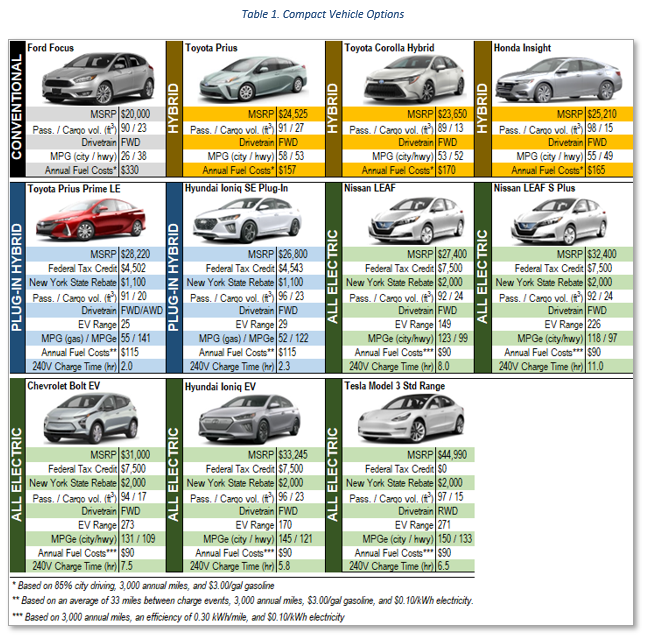 Table 1. Compact Vehicle Options
CONVENTIONAL
Ford Focus
MSRP $20,000
Pass. / Cargo vol. (ft³) 90 / 23
Drivetrain FWD
MPG (city / hwy) 26 / 38
Annual Fuel Costs* $330
HYBRID
Toyota Prius
MSRP $24,525
Pass. / Cargo vol. (ft³) 91 / 27
Drivetrain FWD
MPG (city / hwy) 58 / 53
Annual Fuel Costs* $157
HYBRID
Toyota Corolla Hybrid
MSRP $23,650
Pass. / Cargo vol. (ft³) 89 / 13
Drivetrain FWD
MPG (city/hwy) 53 / 52
Annual Fuel Costs* $170
HYBRID
Honda Insight
MSRP $25,210
Pass. / Cargo vol. (ft³) 98 / 15
Drivetrain FWD
MPG (city / hwy) 55 / 49
Annual Fuel Costs* $165
PLUG-IN HYBRID
Toyota Prius Prime LE
MSRP $28,220
Federal Tax Credit $4,502
New York State Rebate $1,100
Pass. / Cargo vol. (ft³) 91 / 20
Drivetrain FWD/AWD
EV Range 25
MPG (gas) / MPGe 55 / 141
Annual Fuel Costs** $115
240V Charge Time (hr) 2.0
PLUG-IN HYBRID
Hyundai Ioniq SE Plug-In
MSRP $26,800
Federal Tax Credit $4,543
New York State Rebate $1,100
Pass. / Cargo vol. (ft³) 96 / 23
Drivetrain FWD
EV Range 29
MPG (gas) / MPGe 52 / 122
Annual Fuel Costs** $115
240V Charge Time (hr) 2.3
ALL ELECTRIC
Nissan LEAF
MSRP $27,400
Federal Tax Credit $7,500
New York State Rebate $2,000
Pass. / Cargo vol. (ft³) 92 / 24
Drivetrain FWD
EV Range 149
MPGe (city/hwy) 123 / 99
Annual Fuel Costs*** $90
240V Charge Time (hr) 8.0
ALL ELECTRIC
Nissan LEAF S Plus
MSRP $32,400
Federal Tax Credit $7,500
New York State Rebate $2,000
Pass. / Cargo vol. (ft³) 92 / 24
Drivetrain FWD
EV Range 226
MPGe (city/hwy) 118 / 97
Annual Fuel Costs*** $90
240V Charge Time (hr) 11.0
ALL ELECTRIC
Chevrolet Bolt EV
MSRP $31,000
Federal Tax Credit $7,500
New York State Rebate $2,000
Pass. / Cargo vol. (ft³) 94 / 17
Drivetrain FWD
EV Range 273
MPGe (city/hwy) 131 / 109
Annual Fuel Costs*** $90
240V Charge Time (hr) 7.5
ALL ELECTRIC
Hyundai Ioniq EV
MSRP $33,245
Federal Tax Credit $7,500
New York State Rebate $2,000
Pass. / Cargo vol. (ft³) 96 / 23
Drivetrain FWD
EV Range 170
MPGe (city/hwy) 145 / 121
Annual Fuel Costs*** $90
240V Charge Time (hr) 5.8
ALL ELECTRIC
Tesla Model 3 Std Range
MSRP $44,990
Federal Tax Credit $0
New York State Rebate $2,000
Pass. / Cargo vol. (ft³) 97 / 15
Drivetrain RWD
EV Range 271
MPGe (city/hwy) 150 / 133
Annual Fuel Costs*** $90
240V Charge Time (hr) 6.5
* Based on 85% city driving, 3,000 annual miles, and $3.00/gal gasoline
** Based on an average of 33 miles between charge events, 3,000 annual miles, $3.00/gal gasoline, and $0.10/kWh electricity.
*** Based on 3,000 annual miles, an efficiency of 0.30 kWh/mile, and $0.10/kWh electricity